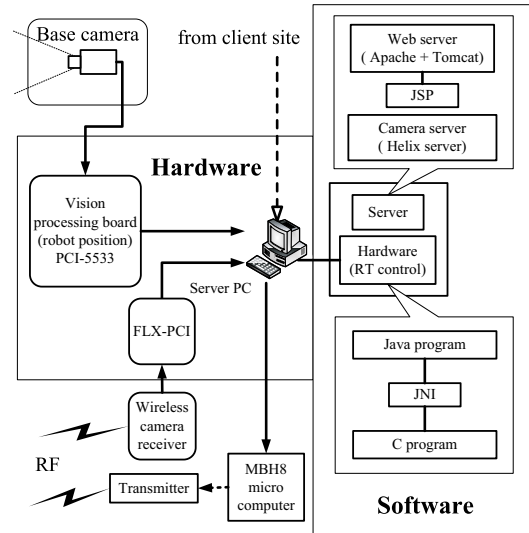 Base camera
from client site
Web server
( Apache + Tomcat)
JSP
Camera server
( Helix server)
Hardware
Vision
processing board
(robot position)
PCI-5533
Server
Hardware
(RT control)
Server PC
FLX-PCI
Java program
JNI
C program
Wireless
camera
receiver
RF
Transmitter
MBH8
micro
computer
Software